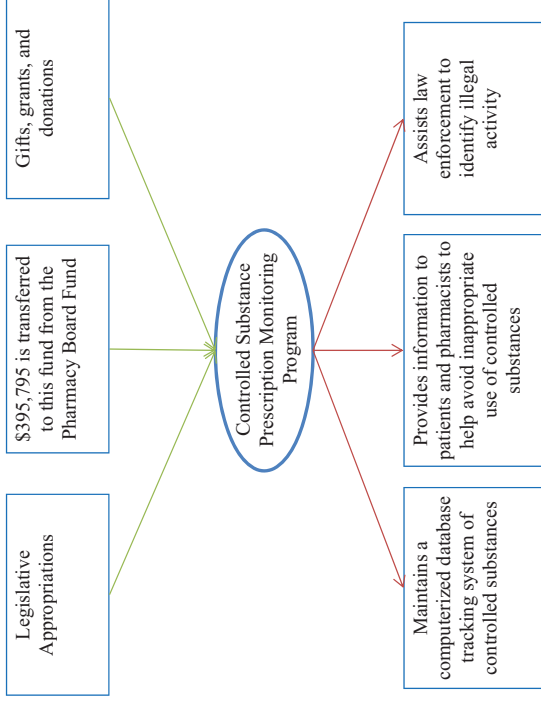 Legislative
Appropriations
$395,795 is transferred
to this fund from the
Pharmacy Board Fund
Gifts, grants, and
donations
Controlled Substance
Prescription Monitoring
Program
Maintains a
computerized database
tracking system of
controlled substances
Provides information to
patients and pharmacists to
help avoid inappropriate
use of controlled
substances
Assists law
enforcement to
identify illegal
activity